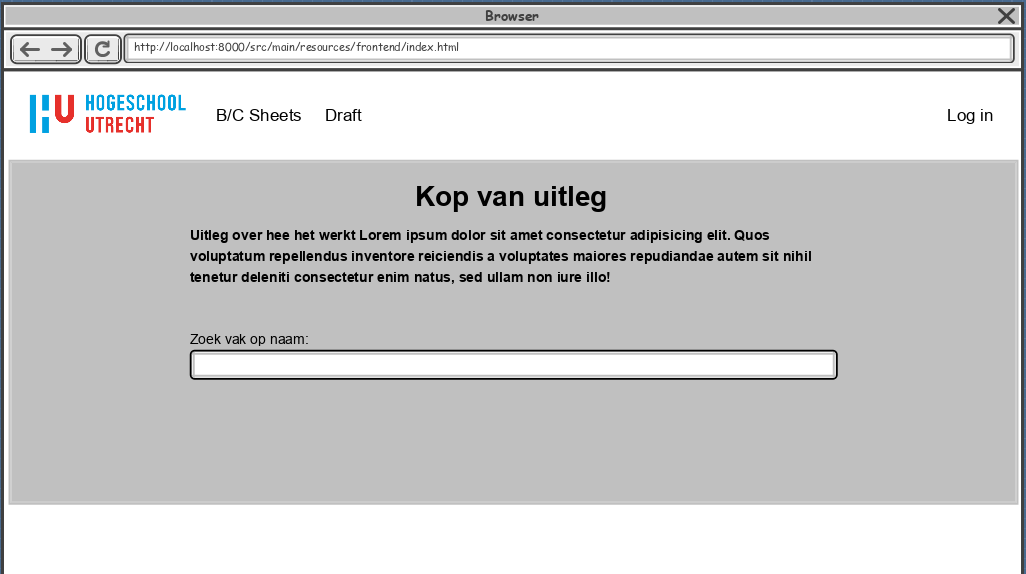 Browser
http://localhost:8000/src/main/resources/frontend/index.html
HOGESCHOOL
UTRECHT
B/C Sheets
Draft
Log in
Kop van uitleg
Uitleg over hee het werkt Lorem ipsum dolor sit amet consectetur adipisicing elit. Quos
voluptatum repellendus inventore reiciendis a voluptates maiores repudiandae autem sit nihil
tenetur deleniti consectetur enim natus, sed ullam non iure illo!
Zoek vak op naam: